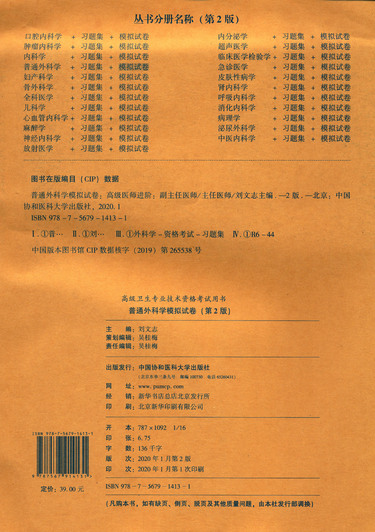 丛书分册名称（第2版）
口腔内科学 + 习题集 + 模拟试卷
肿瘤内科学 + 习题集 + 模拟试卷
内科学 + 习题集 + 模拟试卷
普通外科学 + 习题集 + 模拟试卷
妇产科学 + 习题集 + 模拟试卷
骨外科学 + 习题集 + 模拟试卷
全科医学 + 习题集 + 模拟试卷
儿科学 + 习题集 + 模拟试卷
心血管内科学 + 习题集 + 模拟试卷
麻醉学 + 习题集 + 模拟试卷
神经内科学 + 习题集 + 模拟试卷
放射医学 + 习题集 + 模拟试卷
内分泌学 + 习题集 + 模拟试卷
超声医学 + 习题集 + 模拟试卷
临床医学检验学 + 习题集 + 模拟试卷
急诊医学 + 习题集 + 模拟试卷
皮肤性病学 + 习题集 + 模拟试卷
肾内科学 + 习题集 + 模拟试卷
呼吸内科学 + 习题集 + 模拟试卷
消化内科学 + 习题集 + 模拟试卷
病理学 + 习题集 + 模拟试卷
泌尿外科学 + 习题集 + 模拟试卷
中医内科学 + 习题集 + 模拟试卷
图书在版编目（CIP）数据
普通外科学模拟试卷：高级医师进阶：副主任医师/主任医师/刘文志主编．—2版．—北京：中国
协和医科大学出版社，2020.1
ISBN 978-7-5679-1413-1
Ⅰ.①普… Ⅱ.①刘… Ⅲ.①外科学-资格考试-习题集 Ⅳ.①R6-44
中国版本图书馆CIP数据核字（2019）第265538号
高级卫生专业技术资格考试用书
普通外科学模拟试卷（第2版）
主 编：刘文志
策划编辑：吴桂梅
责任编辑：吴桂梅
出版发行：中国协和医科大学出版社
网 址：www.pumcp.com
经 销：新华书店总店北京发行所
印 刷：北京新华印刷有限公司
开 本：787×1092 1/16
印 张：6.75
字 数：136千字
版 次：2020年1月第2版
印 次：2020年1月第1次印刷
ISBN 978-7-5679-1413-1
定价：39.00元
ISBN 978-7-5679-1413-1
（凡购本书，如有缺页、倒页、脱页及其他质量问题，由本社发行部调换）